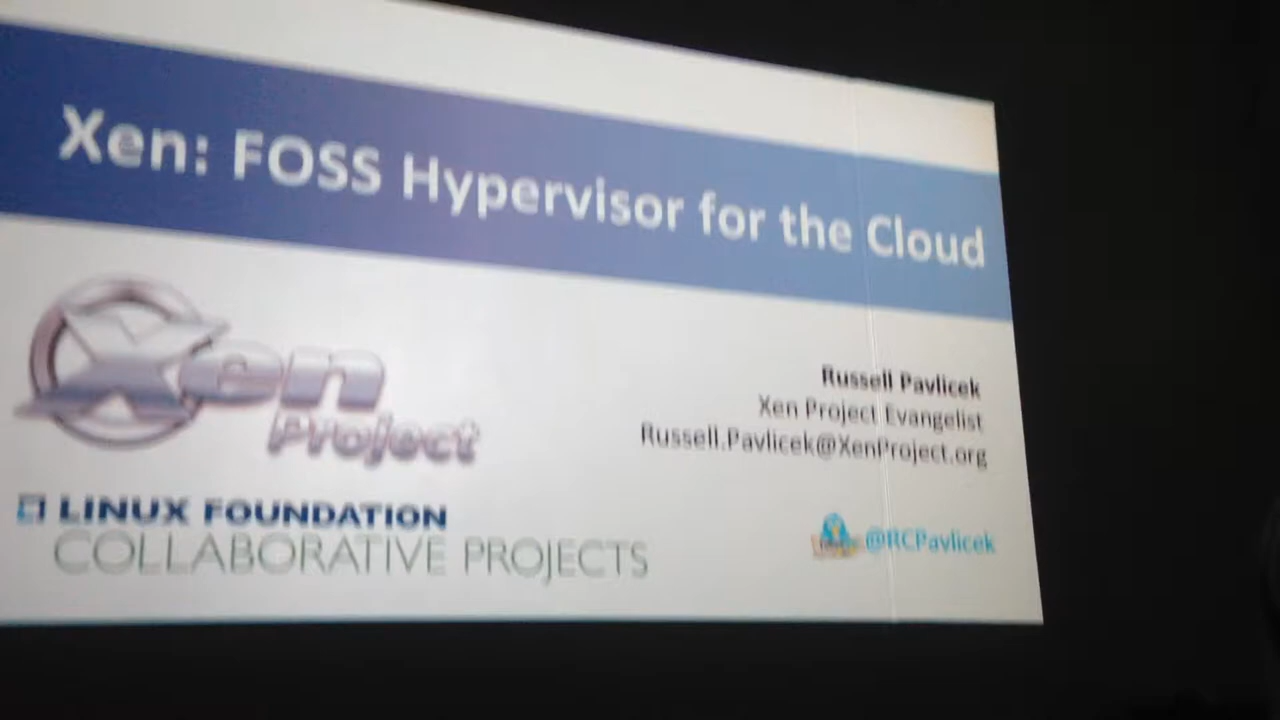 Xen: FOSS Hypervisor for the Cloud
Xen
Project
Russell Pavlicek
Xen Project Evangelist
Russell.Pavlicek@XenProject.org
LINUX FOUNDATION
COLLABORATIVE PROJECTS
@RCPavlicek